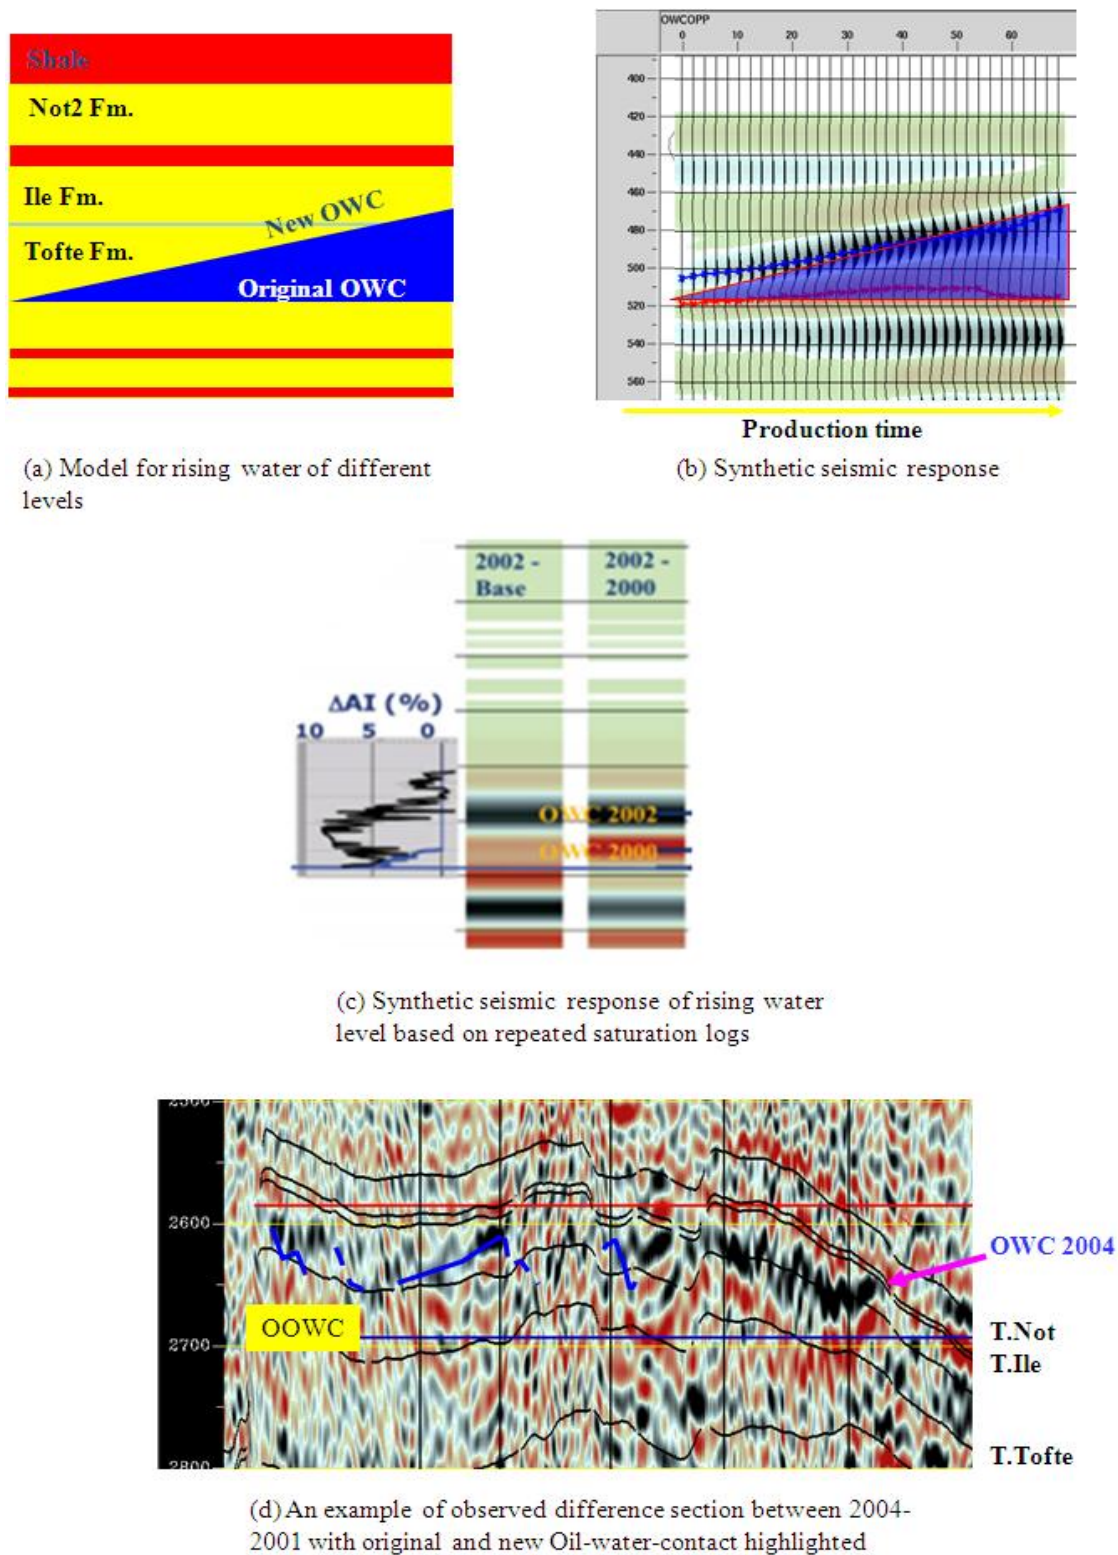 Shale
Not2 Fm.
Ile Fm.
New OWC
Tofte Fm.
Original OWC
OWCOPP
0 10 20 30 40 50 60
400
420
440
460
480
500
520
540
560
Production time
(a) Model for rising water of different
levels
(b) Synthetic seismic response
2002 -
Base
2002 -
2000
ΔAI (%)
10 5 0
OWC 2002
OWC 2000
(c) Synthetic seismic response of rising water
level based on repeated saturation logs
2500
2600
OWC 2004
OOWC
2700
T.Not
T.Ile
2800
T.Tofte
(d) An example of observed difference section between 2004-
2001 with original and new Oil-water-contact highlighted